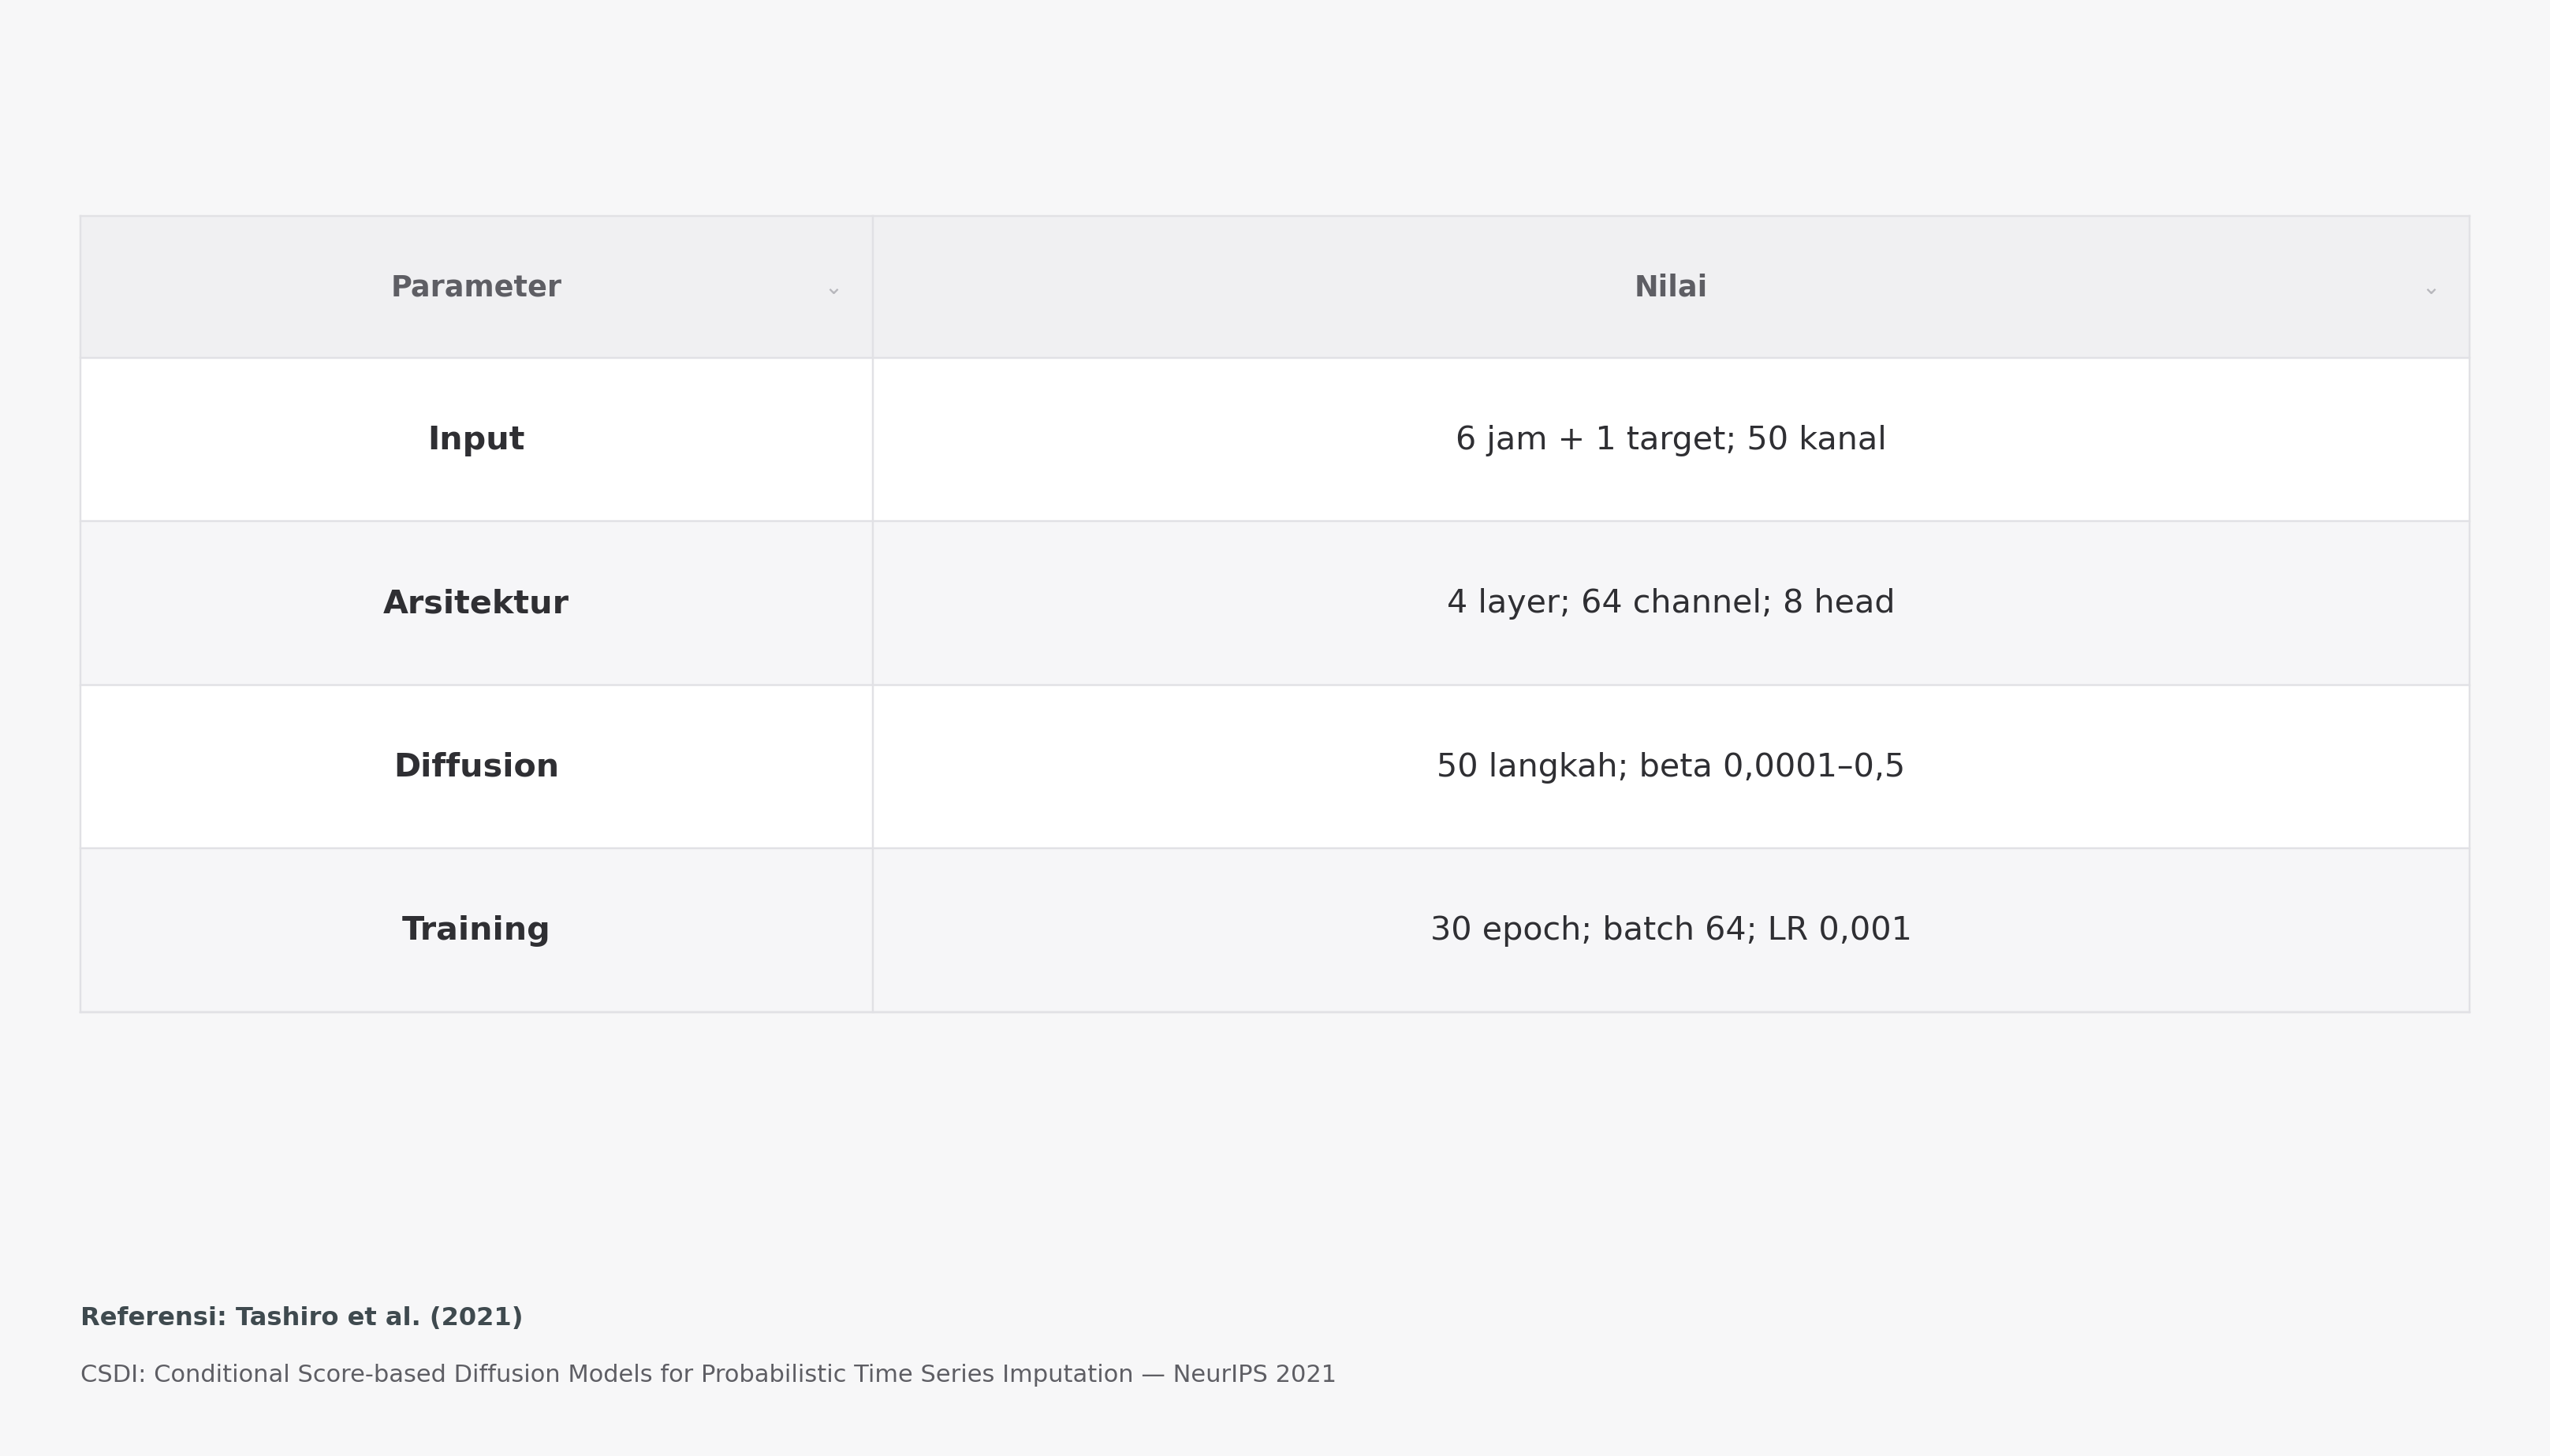 Parameter
Nilai
Input
6 jam + 1 target; 50 kanal
Arsitektur
4 layer; 64 channel; 8 head
Diffusion
50 langkah; beta 0,0001–0,5
Training
30 epoch; batch 64; LR 0,001
Referensi: Tashiro et al. (2021)
CSDI: Conditional Score-based Diffusion Models for Probabilistic Time Series Imputation — NeurIPS 2021